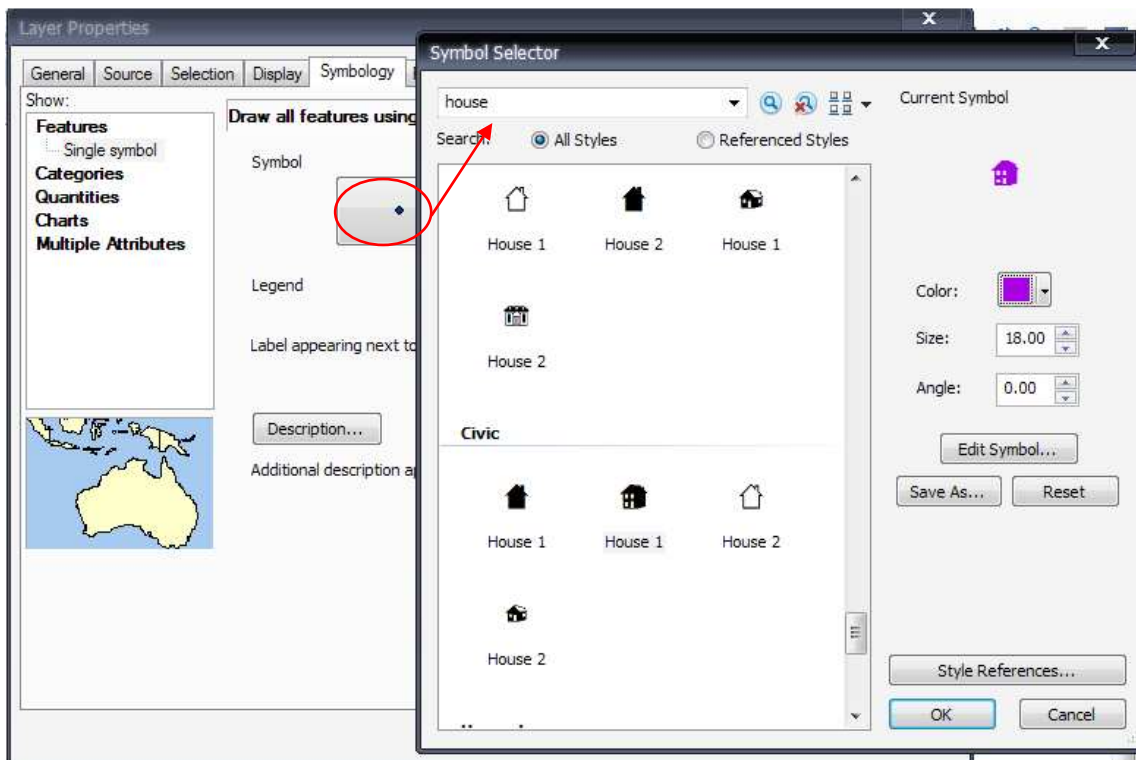 Layer Properties
X
General Source Selection Display Symbology
Show:
Features
Single symbol
Categories
Quantities
Charts
Multiple Attributes
Draw all features using
Symbol
Legend
Label appearing next to
Description...
Additional description
Symbol Selector
X
house
Search: All Styles Referenced Styles
House 1 House 2 House 1
House 2
Civic
House 1 House 1 House 2
House 2
Current Symbol
Color:
Size: 18.00
Angle: 0.00
Edit Symbol...
Save As... Reset
Style References...
OK Cancel